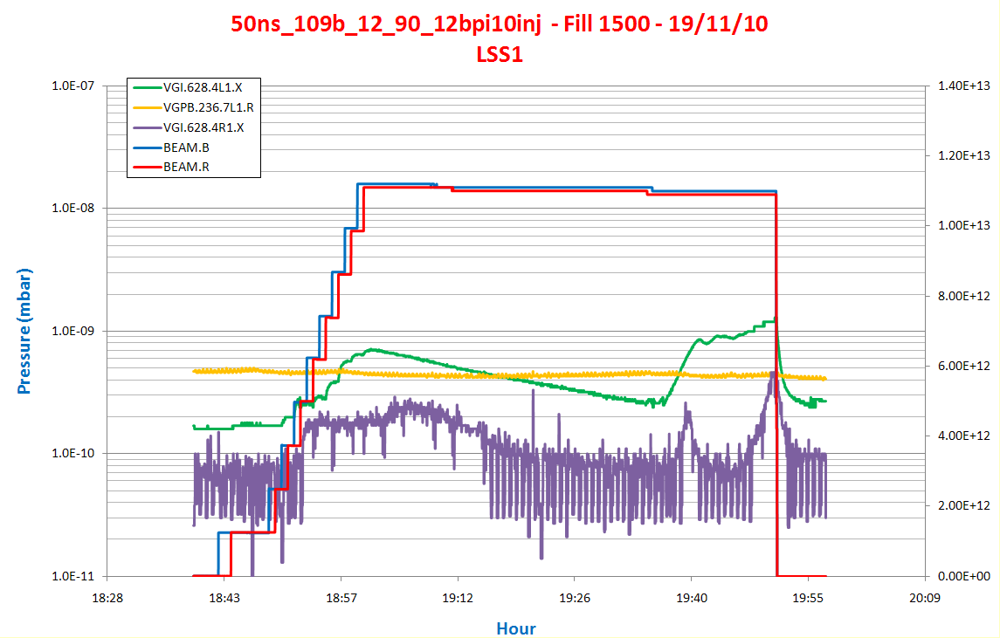 50ns_109b_12_90_12bpi10inj - Fill 1500 - 19/11/10
LSS1
VGI.628.4L1.X
VGPB.236.7L1.R
VGI.628.4R1.X
BEAM.B
BEAM.R
1.0E-07
1.0E-08
1.0E-09
1.0E-10
1.0E-11
Pressure (mbar)
1.40E+13
1.20E+13
1.00E+13
8.00E+12
6.00E+12
4.00E+12
2.00E+12
0.00E+00
18:28 18:43 18:57 19:12 19:26 19:40 19:55 20:09
Hour